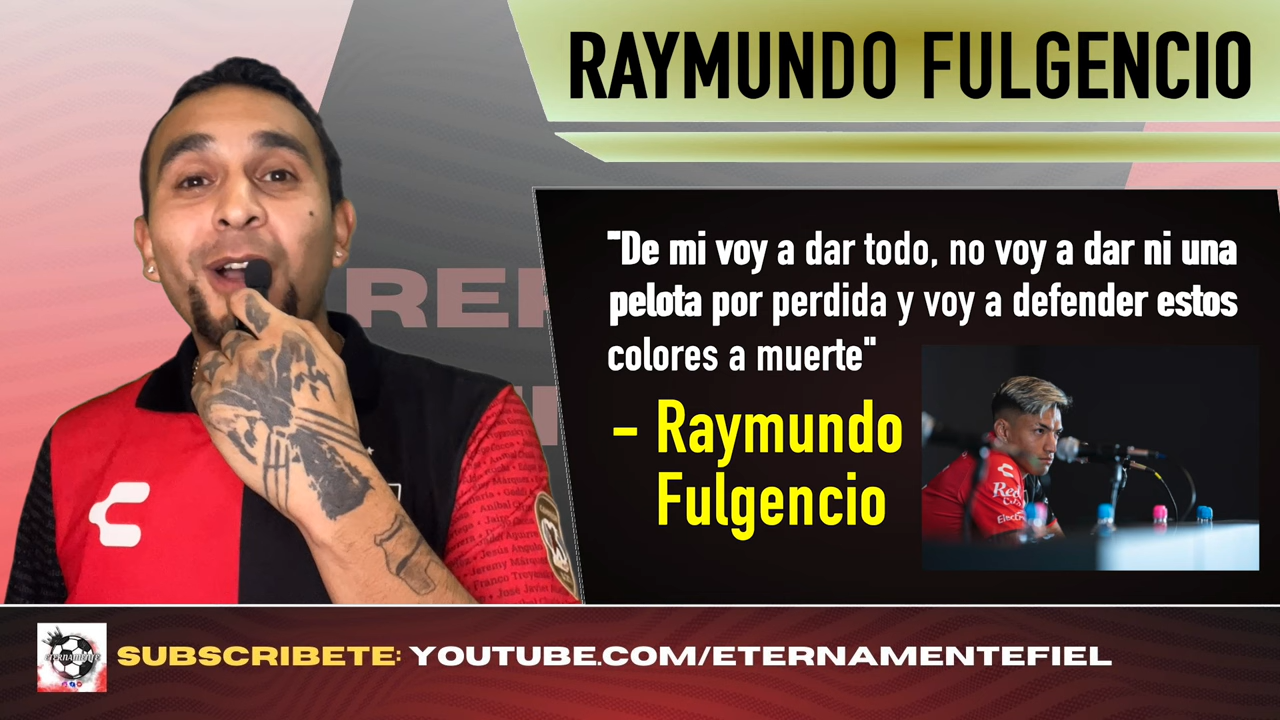 RAYMUNDO FULGENCIO
"De mi voy a dar todo, no voy a dar ni una
pelota por perdida y voy a defender estos
colores a muerte"
- Raymundo
Fulgencio
Red
SUBSCRIBETE: YOUTUBE.COM/ETERNAMENTEFIEL